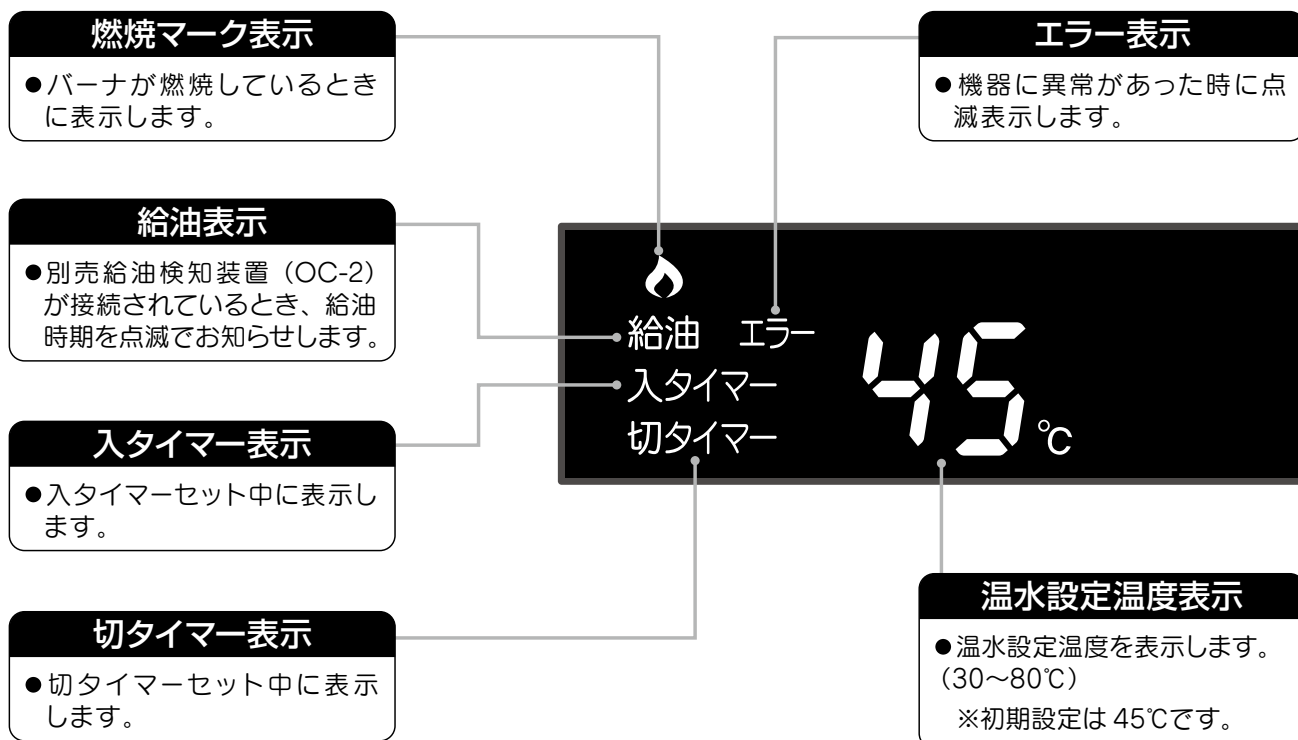 燃焼マーク表示
●バーナが燃焼しているとき
に表示します。
エラー表示
●機器に異常があった時に点
滅表示します。
給油表示
●別売給油検知装置（OC-2）
が接続されているとき、給油
時期を点滅でお知らせします。
給油 エラー
入タイマー
切タイマー
45℃
入タイマー表示
●入タイマーセット中に表示し
ます。
切タイマー表示
●切タイマーセット中に表示
します。
温水設定温度表示
●温水設定温度を表示します。
（30～80℃）
※初期設定は 45℃です。